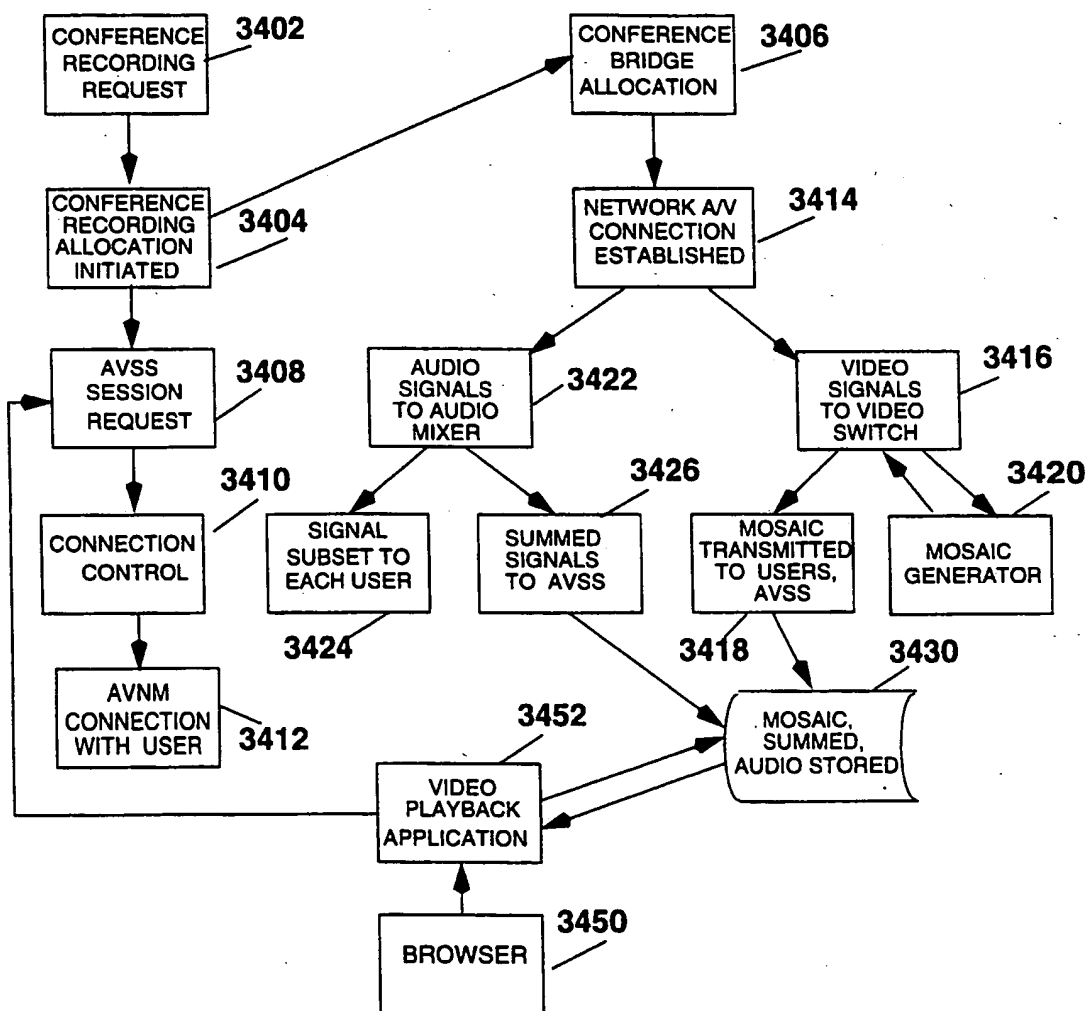 CONFERENCE
RECORDING
REQUEST
3402
CONFERENCE
BRIDGE
ALLOCATION
3406
CONFERENCE
RECORDING
ALLOCATION
INITIATED
3404
NETWORK A/V
CONNECTION
ESTABLISHED
3414
AVSS
SESSION
REQUEST
3408
AUDIO
SIGNALS
TO AUDIO
MIXER
3422
VIDEO
SIGNALS
TO VIDEO
SWITCH
3416
CONNECTION
CONTROL
3410
SIGNAL
SUBSET TO
EACH USER
3424
SUMMED
SIGNALS
TO AVSS
3426
MOSAIC
TRANSMITTED
TO USERS,
AVSS
3418
MOSAIC
GENERATOR
3420
AVNM
CONNECTION
WITH USER
3412
VIDEO
PLAYBACK
APPLICATION
3452
MOSAIC,
SUMMED,
AUDIO STORED
3430
BROWSER
3450